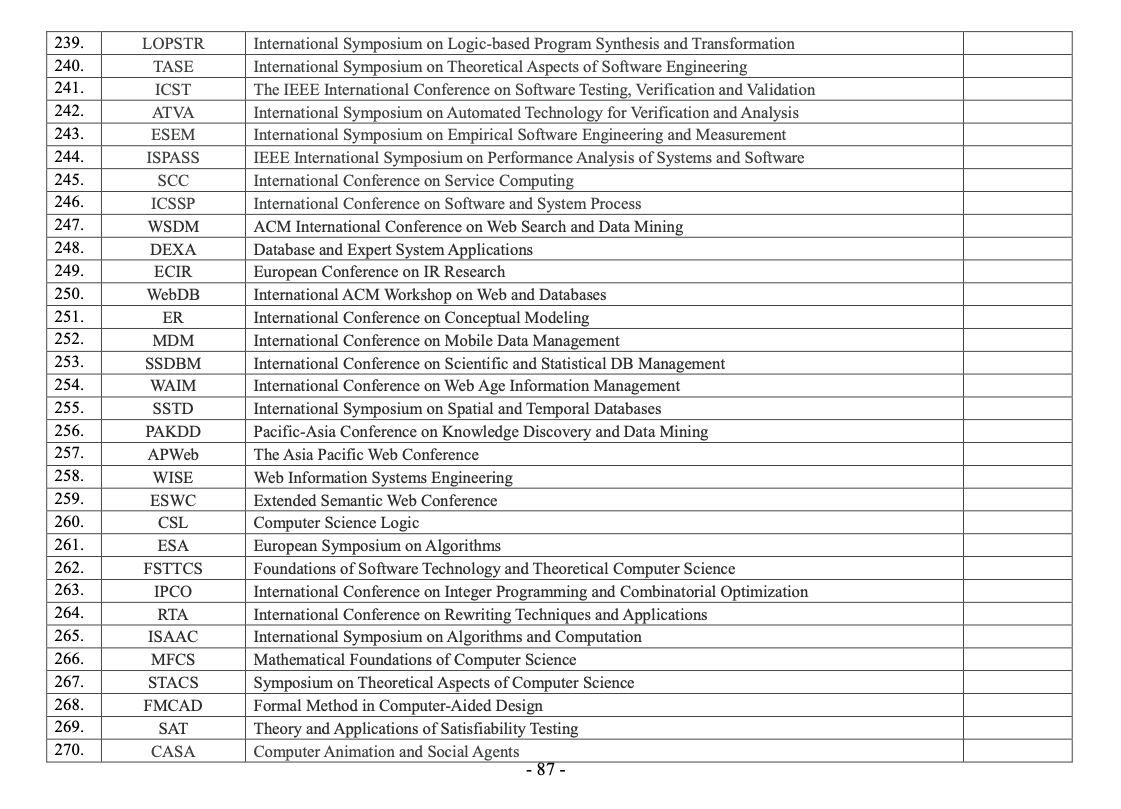 239. LOPSTR International Symposium on Logic-based Program Synthesis and Transformation
240. TASE International Symposium on Theoretical Aspects of Software Engineering
241. ICST The IEEE International Conference on Software Testing, Verification and Validation
242. ATVA International Symposium on Automated Technology for Verification and Analysis
243. ESEM International Symposium on Empirical Software Engineering and Measurement
244. ISPASS IEEE International Symposium on Performance Analysis of Systems and Software
245. SCC International Conference on Service Computing
246. ICSSP International Conference on Software and System Process
247. WSDM ACM International Conference on Web Search and Data Mining
248. DEXA Database and Expert System Applications
249. ECIR European Conference on IR Research
250. WebDB International ACM Workshop on Web and Databases
251. ER International Conference on Conceptual Modeling
252. MDM International Conference on Mobile Data Management
253. SSDBM International Conference on Scientific and Statistical DB Management
254. WAIM International Conference on Web Age Information Management
255. SSTD International Symposium on Spatial and Temporal Databases
256. PAKDD Pacific-Asia Conference on Knowledge Discovery and Data Mining
257. APWeb The Asia Pacific Web Conference
258. WISE Web Information Systems Engineering
259. ESWC Extended Semantic Web Conference
260. CSL Computer Science Logic
261. ESA European Symposium on Algorithms
262. FSTTCS Foundations of Software Technology and Theoretical Computer Science
263. IPCO International Conference on Integer Programming and Combinatorial Optimization
264. RTA International Conference on Rewriting Techniques and Applications
265. ISAAC International Symposium on Algorithms and Computation
266. MFCS Mathematical Foundations of Computer Science
267. STACS Symposium on Theoretical Aspects of Computer Science
268. FMCAD Formal Method in Computer-Aided Design
269. SAT Theory and Applications of Satisfiability Testing
270. CASA Computer Animation and Social Agents
- 87 -